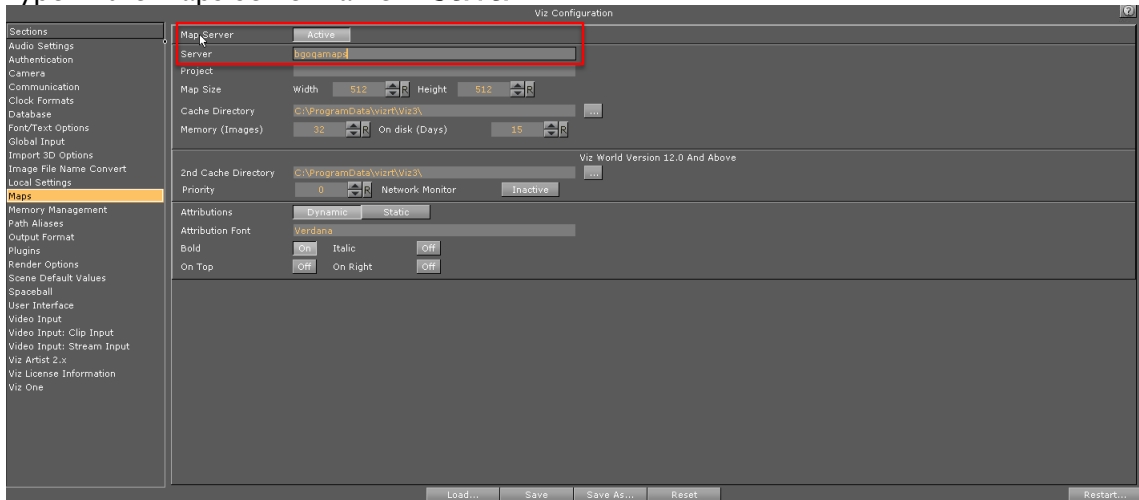 Viz Configuration
Sections
Audio Settings
Authentication
Camera
Communication
Clock Formats
Database
Font/Text Options
Global Input
Import 3D Options
Image File Name Convert
Local Settings
Maps
Memory Management
Path Aliases
Output Format
Plugins
Render Options
Scene Default Values
Spaceball
User Interface
Video Input
Video Input: Clip Input
Video Input: Stream Input
Viz Artist 2.x
Viz License Information
Viz One
Map Server Active
Server bgoqamaps
Project
Map Size Width 512 R Height 512 R
Cache Directory C:\ProgramData\vizrt\Viz3\ ...
Memory (Images) 32 R On disk (Days) 15 R
Viz World Version 12.0 And Above
2nd Cache Directory C:\ProgramData\vizrt\Viz3\ ...
Priority 0 R Network Monitor Inactive
Attributions Dynamic Static
Attribution Font Verdana
Bold On Italic Off
On Top Off On Right Off
Load... Save Save As... Reset Restart...